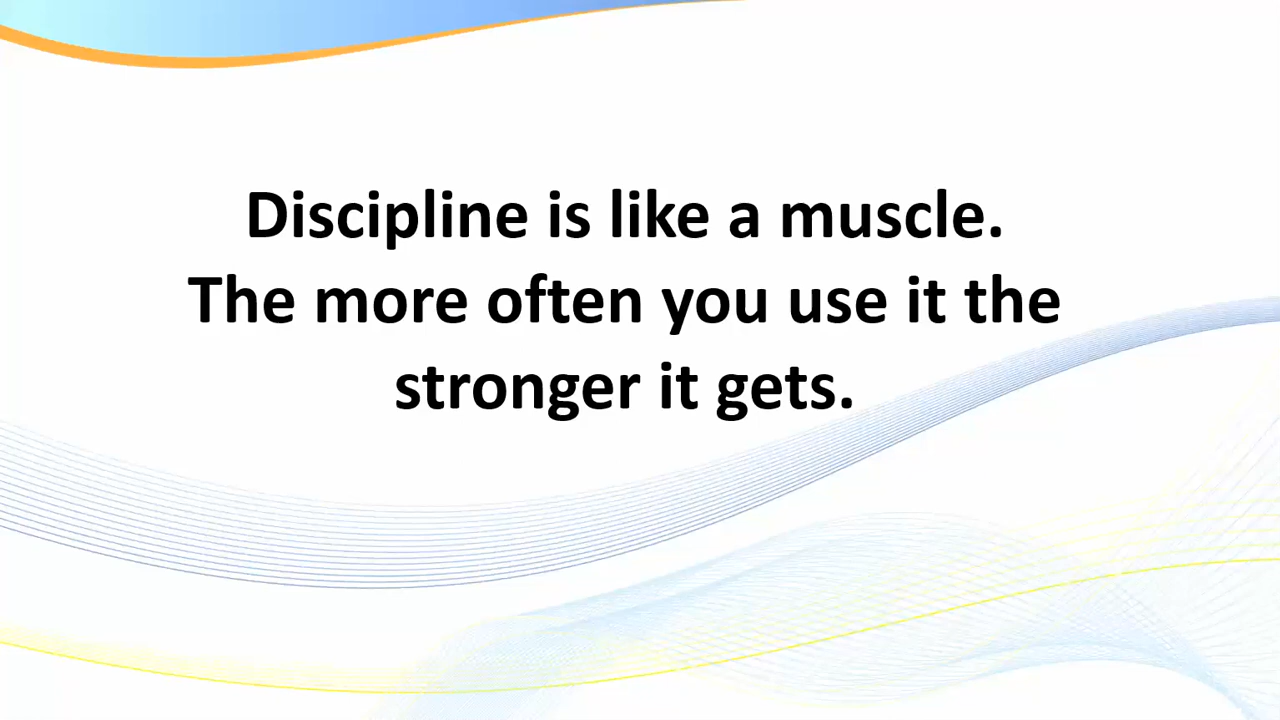 Discipline is like a muscle.
The more often you use it the
stronger it gets.